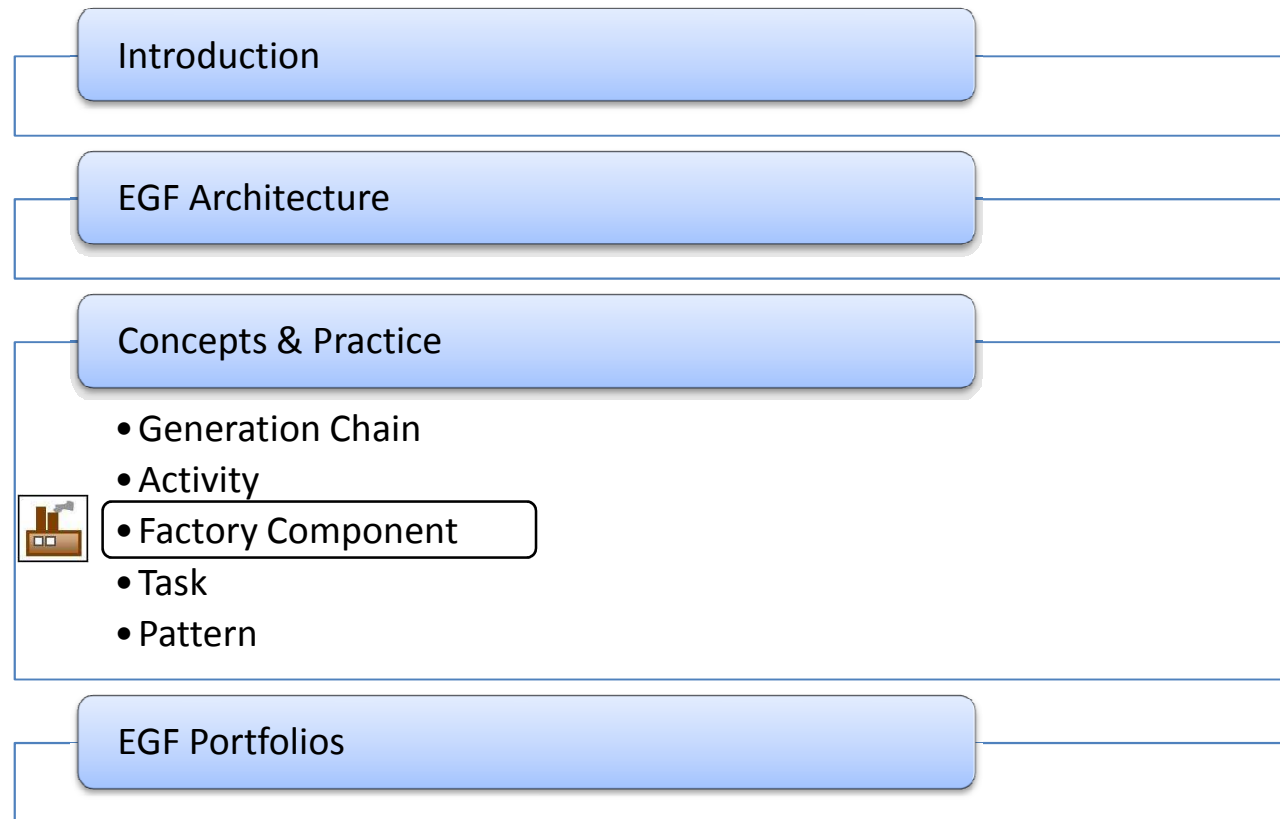 Introduction
EGF Architecture
Concepts & Practice
• Generation Chain
• Activity
• Factory Component
• Task
• Pattern
EGF Portfolios